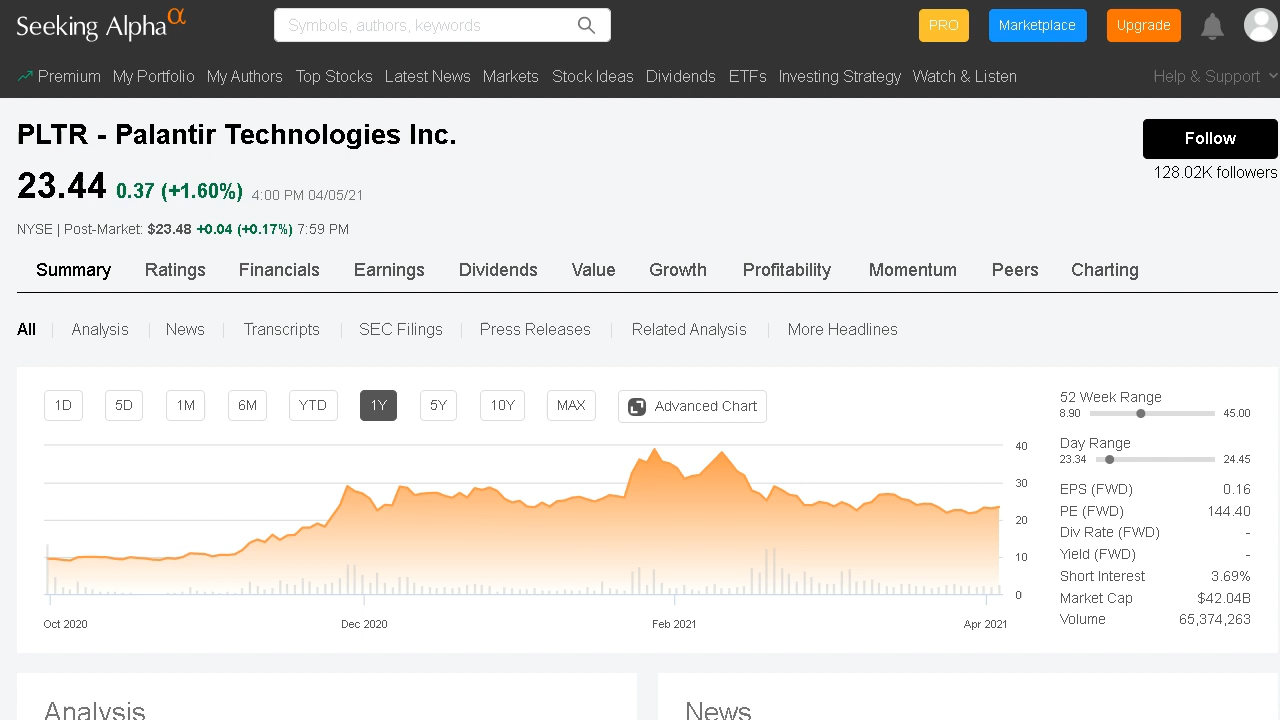 Seeking Alpha α
Symbols, authors, keywords
PRO
Marketplace
Upgrade
Premium My Portfolio My Authors Top Stocks Latest News Markets Stock Ideas Dividends ETFs Investing Strategy Watch & Listen Help & Support
PLTR - Palantir Technologies Inc.
Follow
128.02K followers
23.44 0.37 (+1.60%) 4:00 PM 04/05/21
NYSE | Post-Market: $23.48 +0.04 (+0.17%) 7:59 PM
Summary Ratings Financials Earnings Dividends Value Growth Profitability Momentum Peers Charting
All Analysis News Transcripts SEC Filings Press Releases Related Analysis More Headlines
1D 5D 1M 6M YTD 1Y 5Y 10Y MAX Advanced Chart
40
30
20
10
0
Oct 2020 Dec 2020 Feb 2021 Apr 2021
52 Week Range
8.90 45.00
Day Range
23.34 24.45
EPS (FWD) 0.16
PE (FWD) 144.40
Div Rate (FWD) -
Yield (FWD) -
Short Interest 3.69%
Market Cap $42.04B
Volume 65,374,263
Analysis
News